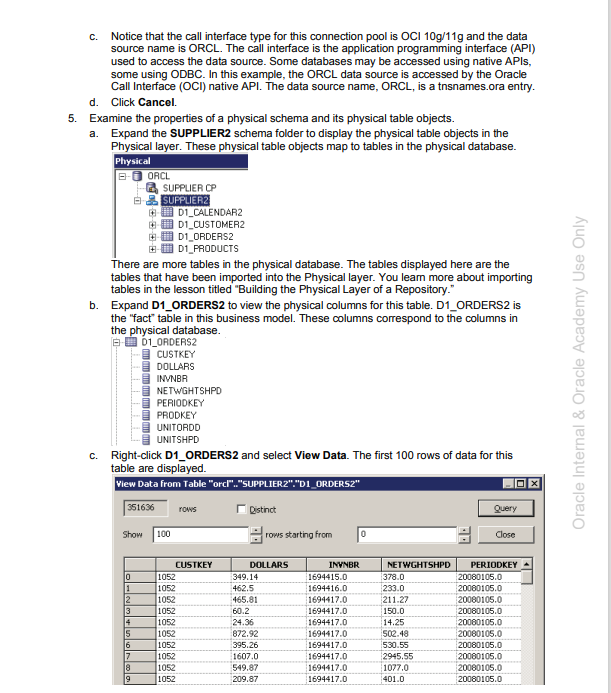 c. Notice that the call interface type for this connection pool is OCI 10g/11g and the data
source name is ORCL. The call interface is the application programming interface (API)
used to access the data source. Some databases may be accessed using native APIs,
some using ODBC. In this example, the ORCL data source is accessed by the Oracle
Call Interface (OCI) native API. The data source name, ORCL, is a tnsnames.ora entry.
d. Click Cancel.
5. Examine the properties of a physical schema and its physical table objects.
a. Expand the SUPPLIER2 schema folder to display the physical table objects in the
Physical layer. These physical table objects map to tables in the physical database.
Physical
ORCL
SUPPLIER CP
SUPPLIER2
D1_CALENDAR2
D1_CUSTOMER2
D1_ORDERS2
D1_PRODUCTS
There are more tables in the physical database. The tables displayed here are the
tables that have been imported into the Physical layer. You learn more about importing
tables in the lesson titled "Building the Physical Layer of a Repository."
b. Expand D1_ORDERS2 to view the physical columns for this table. D1_ORDERS2 is
the "fact" table in this business model. These columns correspond to the columns in
the physical database.
D1_ORDERS2
CUSTKEY
DOLLARS
INVNBR
NETWGHTSHPD
PERIODKEY
PRODKEY
UNITORDD
UNITSHPD
c. Right-click D1_ORDERS2 and select View Data. The first 100 rows of data for this
table are displayed.
View Data from Table "orcl".."SUPPLIER2"."D1_ORDERS2"
351636 rows Distinct Query
Show 100 rows starting from 0 Close
CUSTKEY DOLLARS INVNBR NETWGHTSHPD PERIODKEY
0 1052 349.14 1694415.0 378.0 20080105.0
1 1052 462.5 1694416.0 233.0 20080105.0
2 1052 465.81 1694417.0 211.27 20080105.0
3 1052 60.2 1694417.0 150.0 20080105.0
4 1052 24.36 1694417.0 14.25 20080105.0
5 1052 872.92 1694417.0 502.48 20080105.0
6 1052 395.26 1694417.0 530.55 20080105.0
7 1052 1607.0 1694417.0 2945.55 20080105.0
8 1052 549.87 1694417.0 1077.0 20080105.0
9 1052 209.87 1694417.0 401.0 20080105.0
Oracle Internal & Oracle Academy Use Only